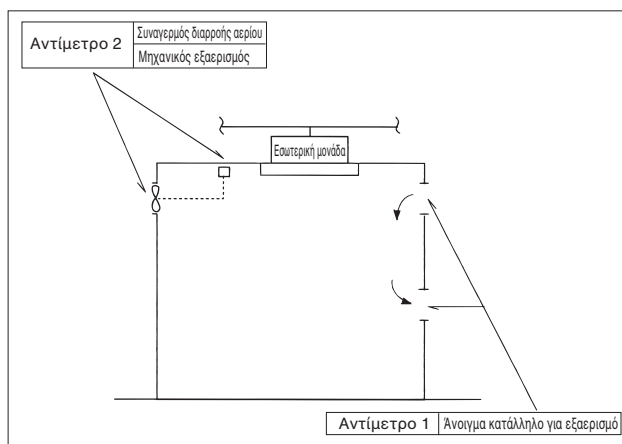 Αντίμετρο 2
Συναγερμός διαρροής αερίου
Μηχανικός εξαερισμός
Εσωτερική μονάδα
Αντίμετρο 1
Άνοιγμα κατάλληλο για εξαερισμό